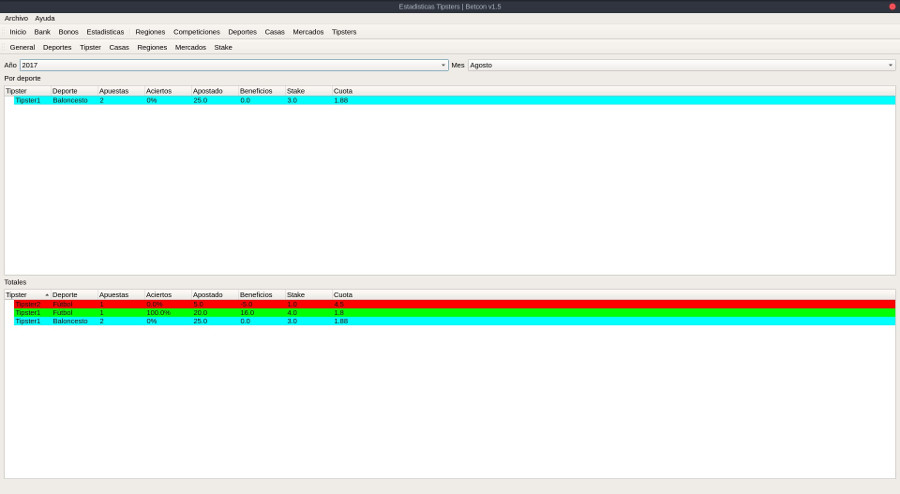 Estadisticas Tipsters | Betcon v1.5
Archivo Ayuda
Inicio Bank Bonos Estadisticas Regiones Competiciones Deportes Casas Mercados Tipsters
General Deportes Tipster Casas Regiones Mercados Stake
Año 2017 Mes Agosto
Por deporte
Tipster Deporte Apuestas Aciertos Apostado Beneficios Stake Cuota
Tipster1 Baloncesto 2 0% 25.0 0.0 3.0 1.88
Totales
Tipster Deporte Apuestas Aciertos Apostado Beneficios Stake Cuota
Tipster2 Futbol 1 0.0% 5.0 -5.0 1.0 4.5
Tipster1 Futbol 1 100.0% 20.0 16.0 4.0 1.8
Tipster1 Baloncesto 2 0% 25.0 0.0 3.0 1.88